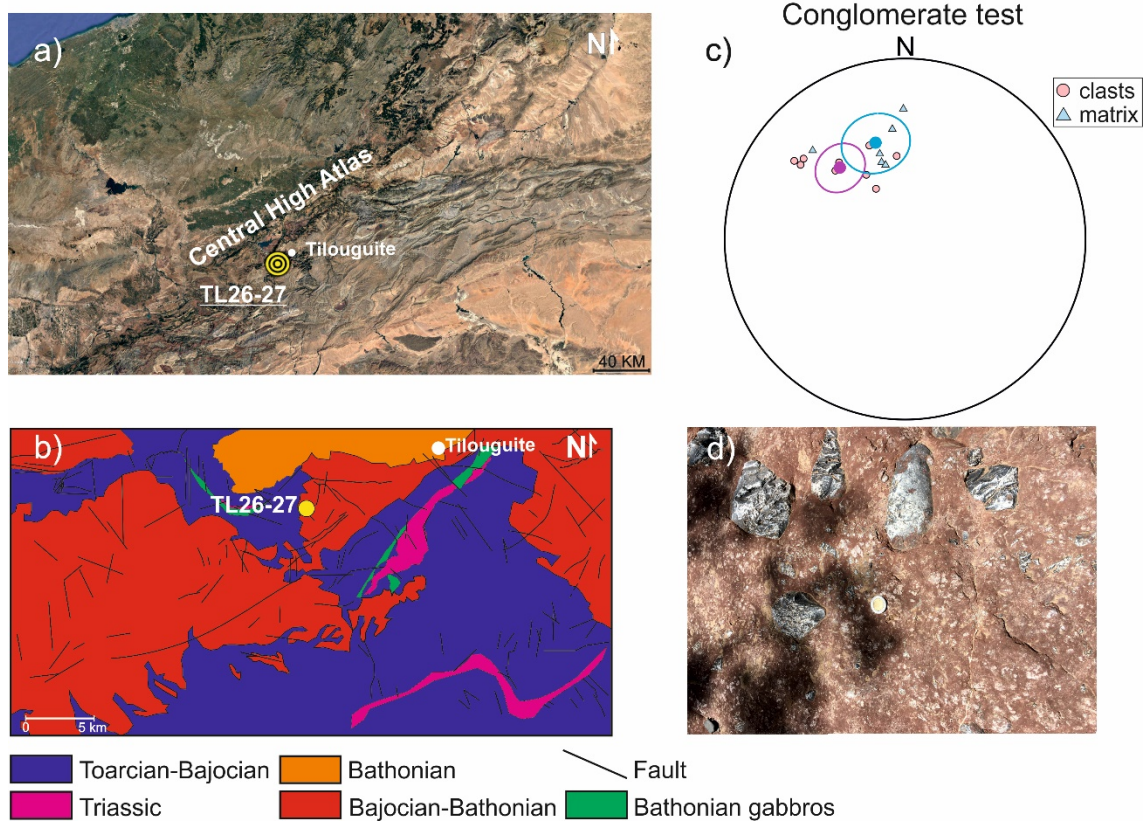 a)
N
Central High Atlas
Tilouguite
TL26-27
40 KM
Conglomerate test
c)
N
clasts
matrix
b)
Tilouguite
N
TL26-27
0 5 km
d)
Toarcian-Bajocian
Bathonian
Fault
Triassic
Bajocian-Bathonian
Bathonian gabbros